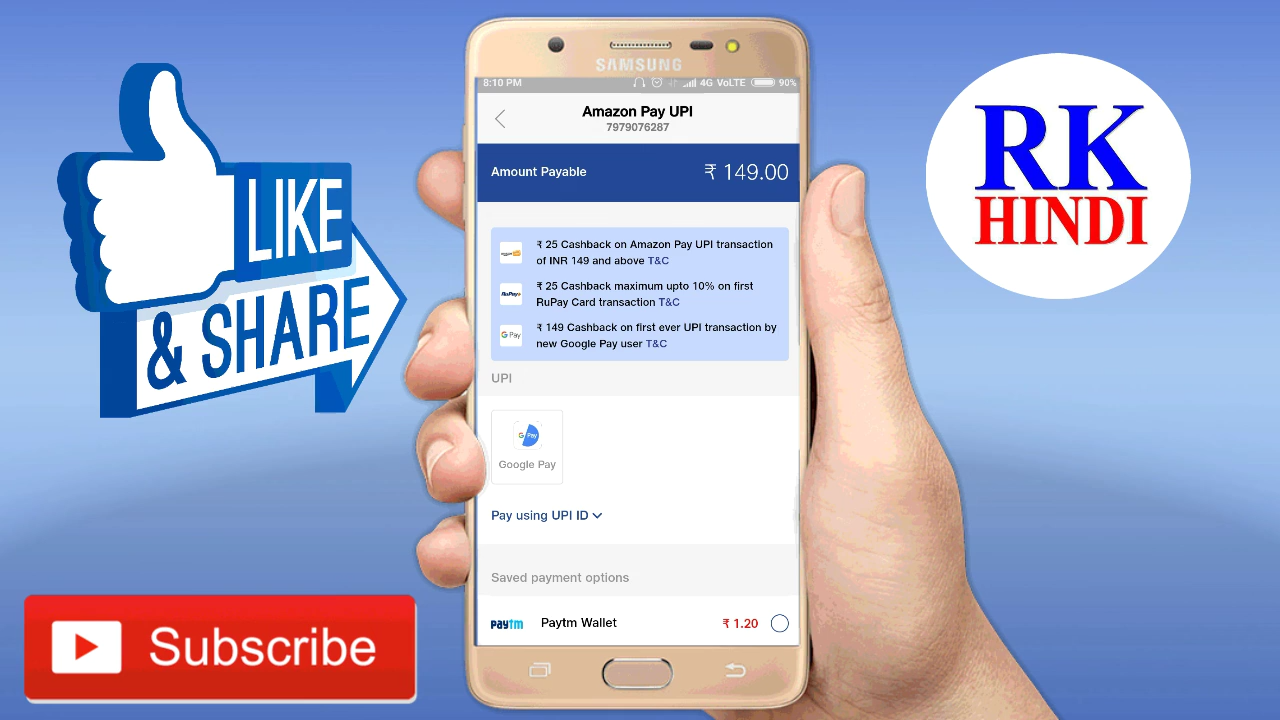 LIKE
& SHARE
Subscribe
SAMSUNG
8:10 PM
4G VoLTE 90%
Amazon Pay UPI
7979076287
Amount Payable ₹ 149.00
₹ 25 Cashback on Amazon Pay UPI transaction
of INR 149 and above T&C
RuPay
₹ 25 Cashback maximum upto 10% on first
RuPay Card transaction T&C
G Pay
₹ 149 Cashback on first ever UPI transaction by
new Google Pay user T&C
UPI
G Pay
Google Pay
Pay using UPI ID
Saved payment options
paytm Paytm Wallet ₹ 1.20
RK
HINDI